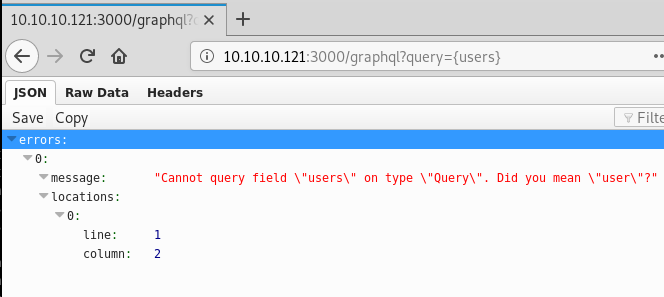 10.10.10.121:3000/graphql?q
10.10.10.121:3000/graphql?query={users}
JSON Raw Data Headers
Save Copy Filte
errors:
0:
message: "Cannot query field \"users\" on type \"Query\". Did you mean \"user\"?"
locations:
0:
line: 1
column: 2